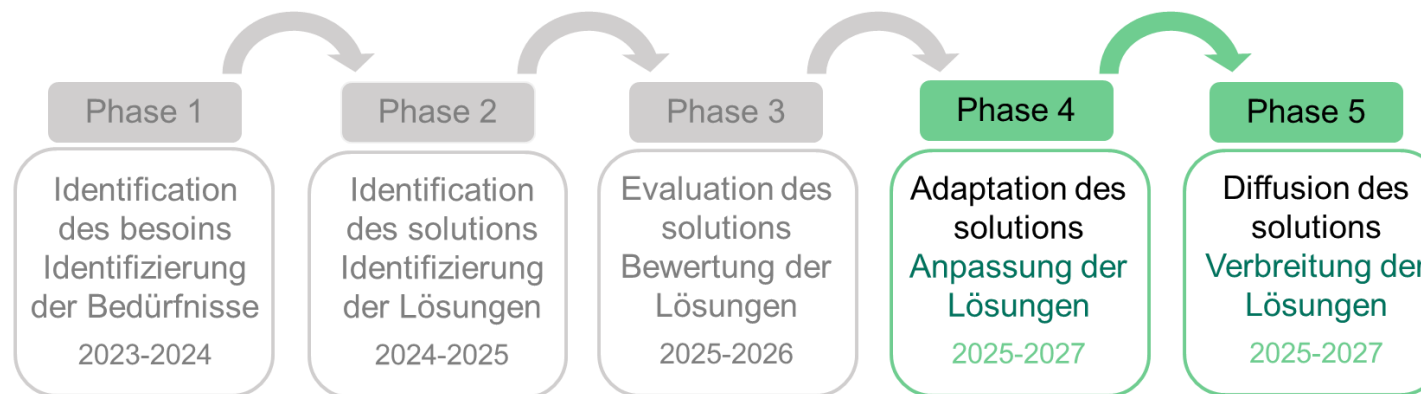 Phase 1
Identification
des besoins
Identifizierung
der Bedürfnisse
2023-2024
Phase 2
Identification
des solutions
Identifizierung
der Lösungen
2024-2025
Phase 3
Evaluation des
solutions
Bewertung der
Lösungen
2025-2026
Phase 4
Adaptation des
solutions
Anpassung der
Lösungen
2025-2027
Phase 5
Diffusion des
solutions
Verbreitung der
Lösungen
2025-2027